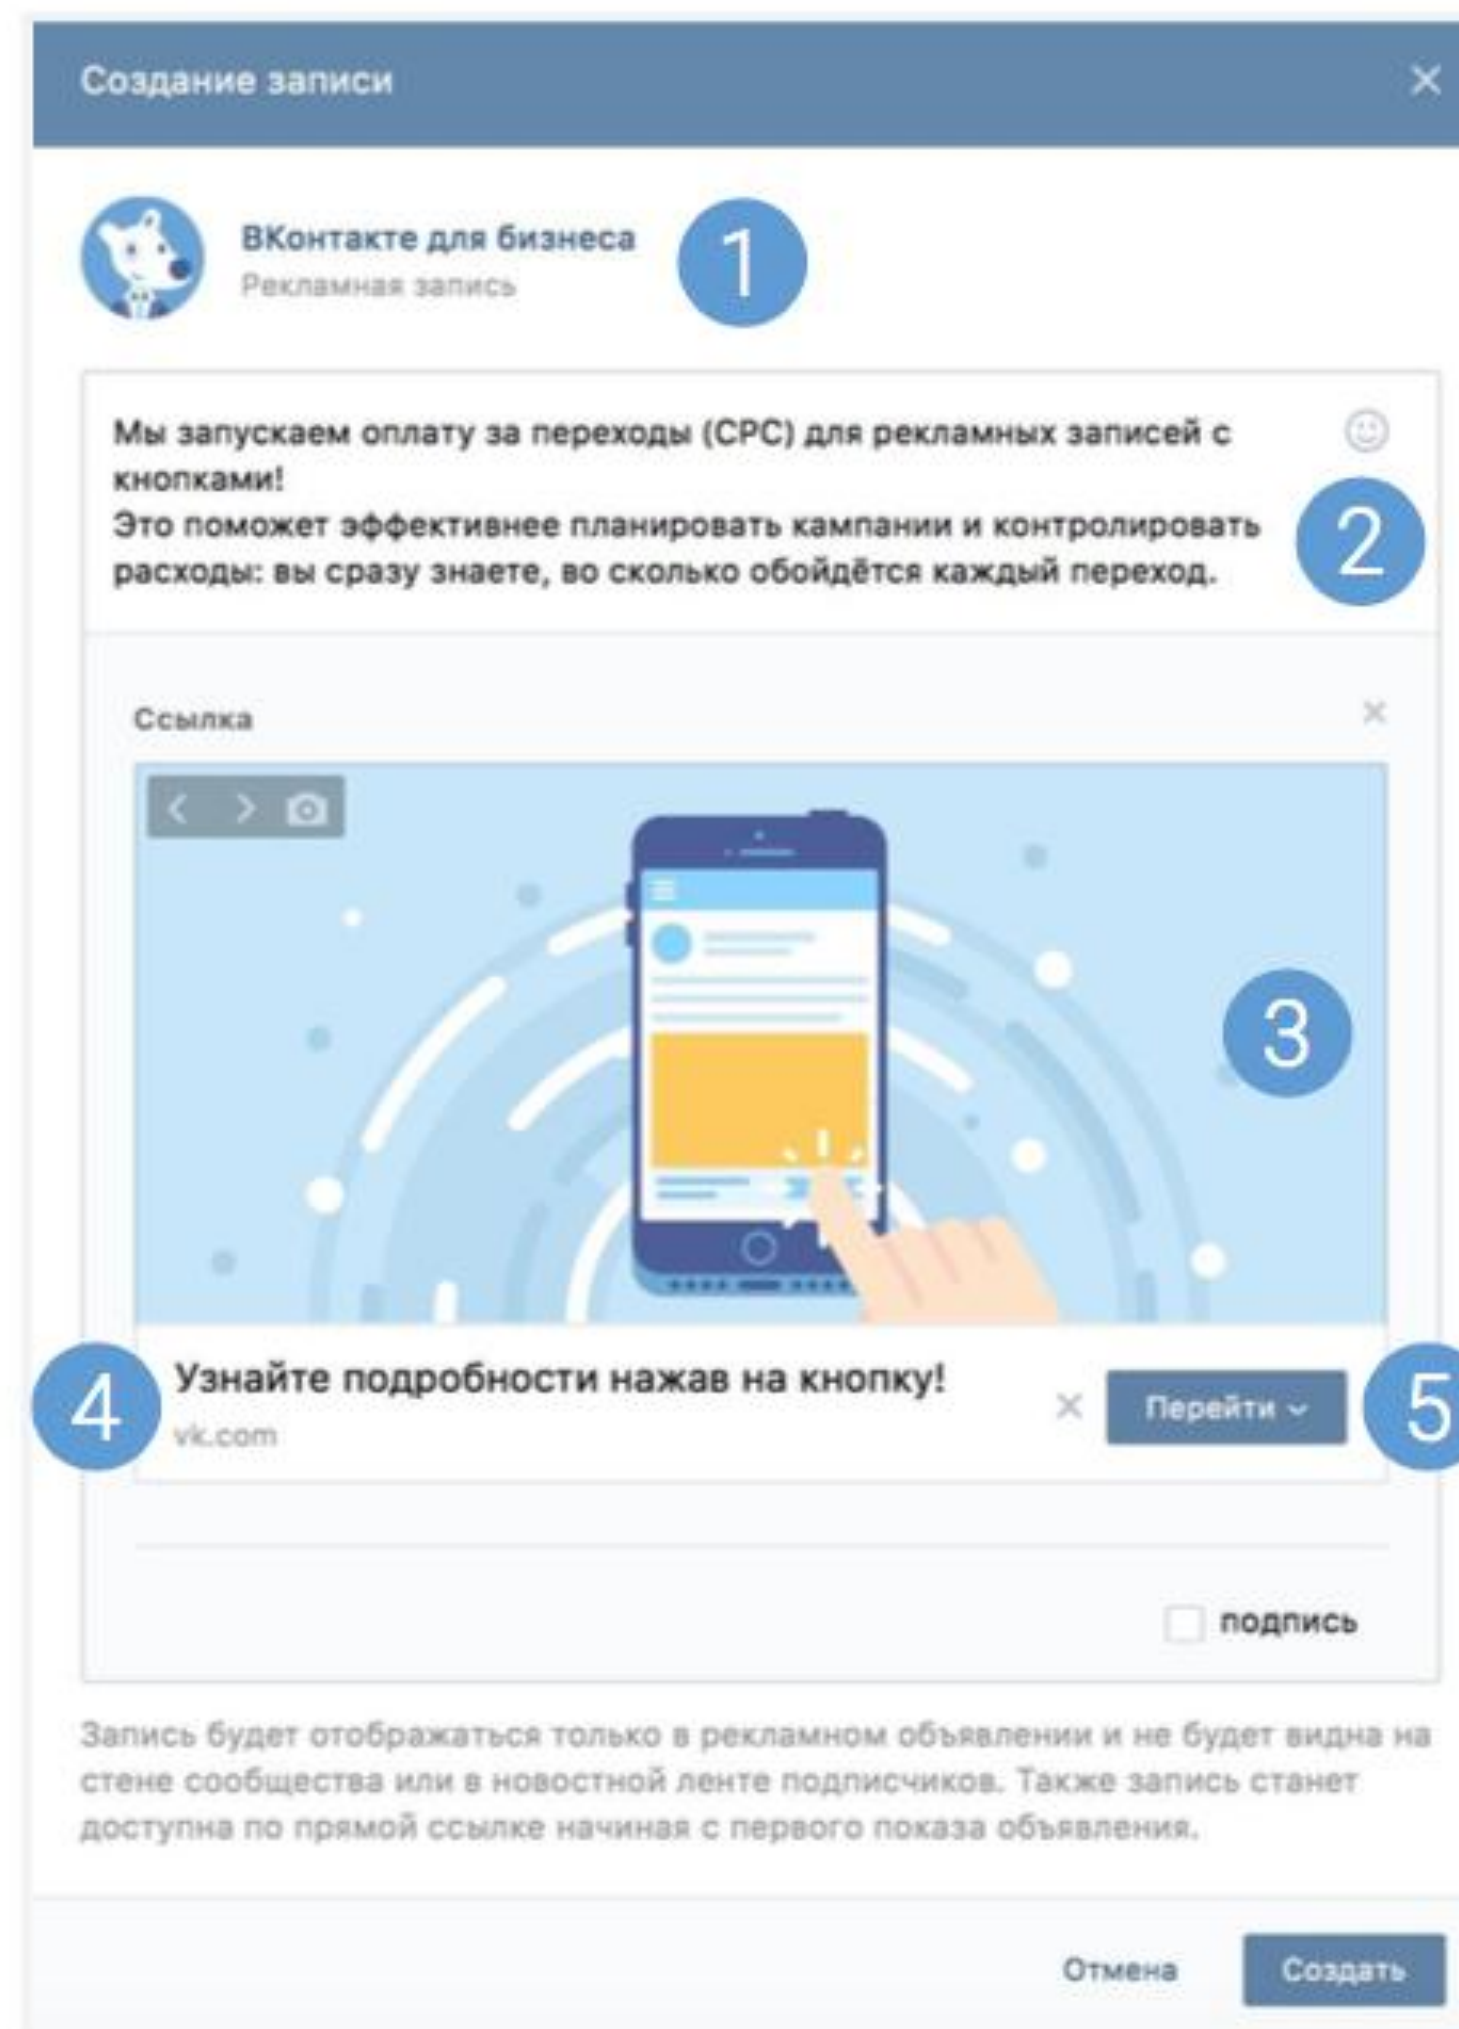 Создание записи
ВКонтакте для бизнеса
Рекламная запись
1
Мы запускаем оплату за переходы (CPC) для рекламных записей с
кнопками!
Это поможет эффективнее планировать кампании и контролировать
расходы: вы сразу знаете, во сколько обойдётся каждый переход.
2
Ссылка
3
4
Узнайте подробности нажав на кнопку!
vk.com
Перейти
5
подпись
Запись будет отображаться только в рекламном объявлении и не будет видна на
стене сообщества или в новостной ленте подписчиков. Также запись станет
доступна по прямой ссылке начиная с первого показа объявления.
Отмена
Создать